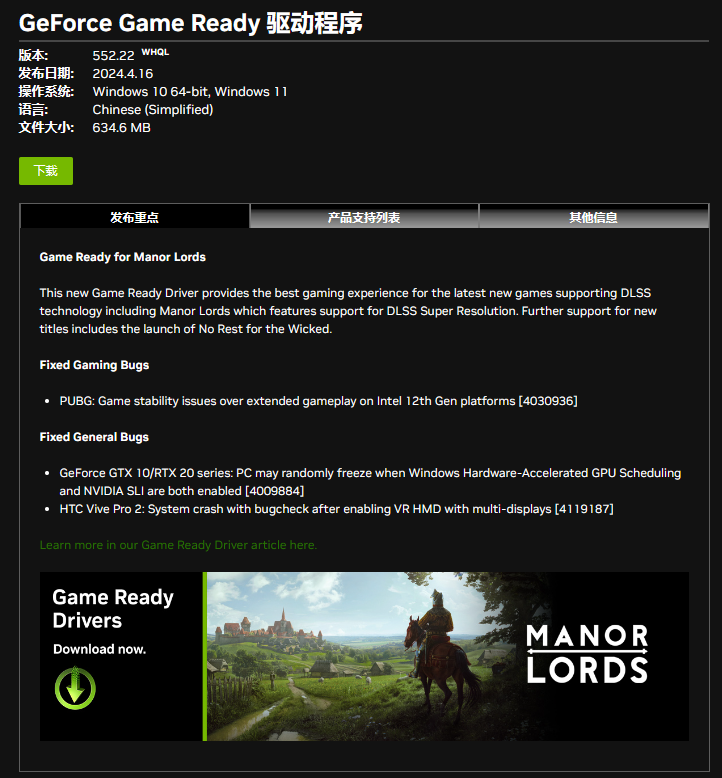 GeForce Game Ready 驱动程序
版本: 552.22 WHQL
发布日期: 2024.4.16
操作系统: Windows 10 64-bit, Windows 11
语言: Chinese (Simplified)
文件大小: 634.6 MB
下载
发布重点 产品支持列表 其他信息
Game Ready for Manor Lords
This new Game Ready Driver provides the best gaming experience for the latest new games supporting DLSS
technology including Manor Lords which features support for DLSS Super Resolution. Further support for new
titles includes the launch of No Rest for the Wicked.
Fixed Gaming Bugs
• PUBG: Game stability issues over extended gameplay on Intel 12th Gen platforms [4030936]
Fixed General Bugs
• GeForce GTX 10/RTX 20 series: PC may randomly freeze when Windows Hardware-Accelerated GPU Scheduling
and NVIDIA SLI are both enabled [4009884]
• HTC Vive Pro 2: System crash with bugcheck after enabling VR HMD with multi-displays [4119187]
Learn more in our Game Ready Driver article here.
Game Ready
Drivers
Download now.
MANOR
LORDS